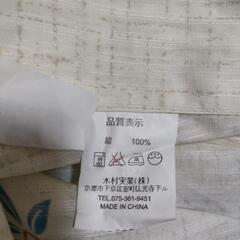 品質表示
綿 100%
木村実業(株)
京都市下京区室町仏光寺下ル
TEL.075-361-9451
MADE IN CHINA